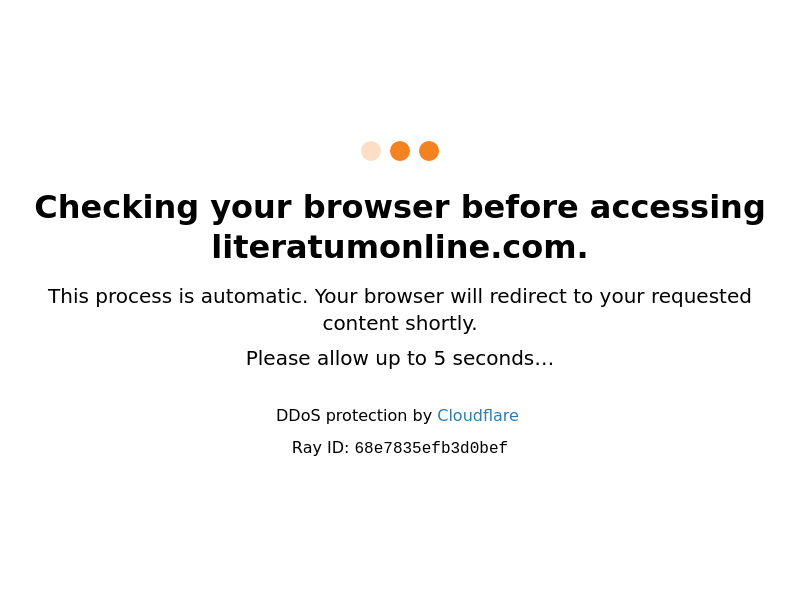 Checking your browser before accessing
literatumonline.com.
This process is automatic. Your browser will redirect to your requested
content shortly.
Please allow up to 5 seconds…
DDoS protection by Cloudflare
Ray ID: 68e7835efb3d0bef